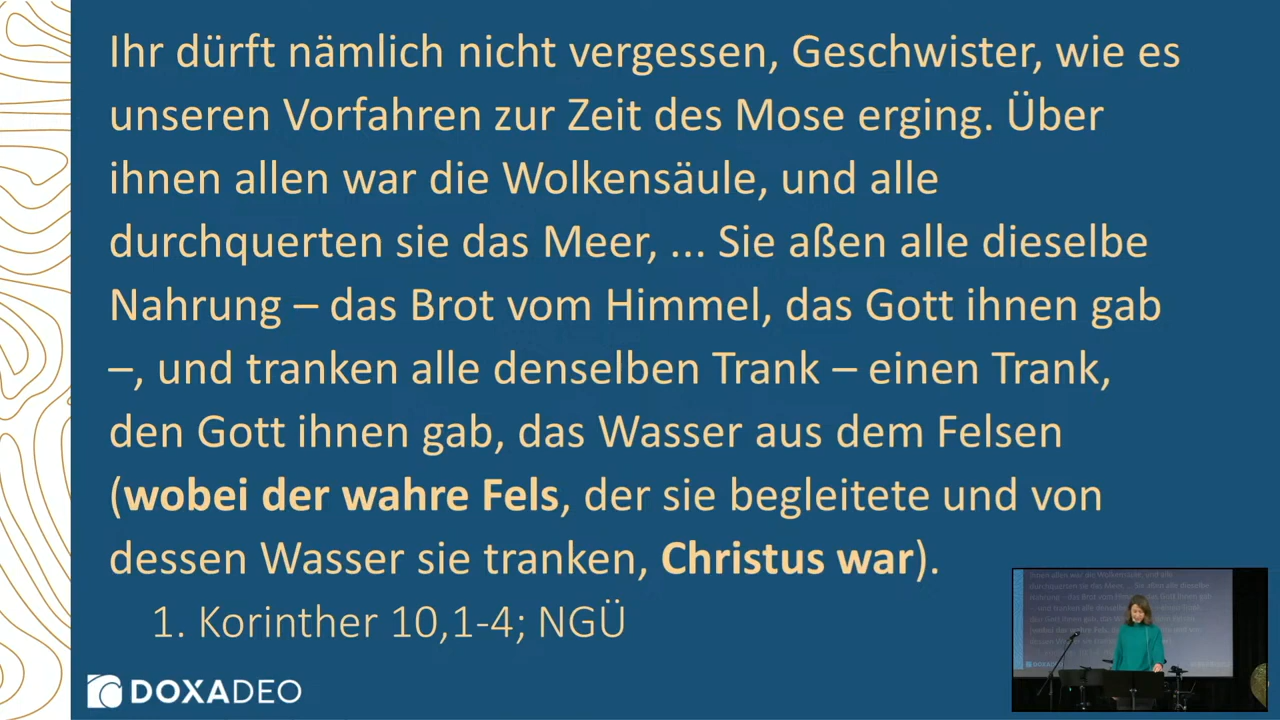 Ihr dürft nämlich nicht vergessen, Geschwister, wie es
unseren Vorfahren zur Zeit des Mose erging. Über
ihnen allen war die Wolkensäule, und alle
durchquerten sie das Meer, ... Sie aßen alle dieselbe
Nahrung – das Brot vom Himmel, das Gott ihnen gab
–, und tranken alle denselben Trank – einen Trank,
den Gott ihnen gab, das Wasser aus dem Felsen
(wobei der wahre Fels, der sie begleitete und von
dessen Wasser sie tranken, Christus war).
1. Korinther 10,1-4; NGÜ
DOXADEO